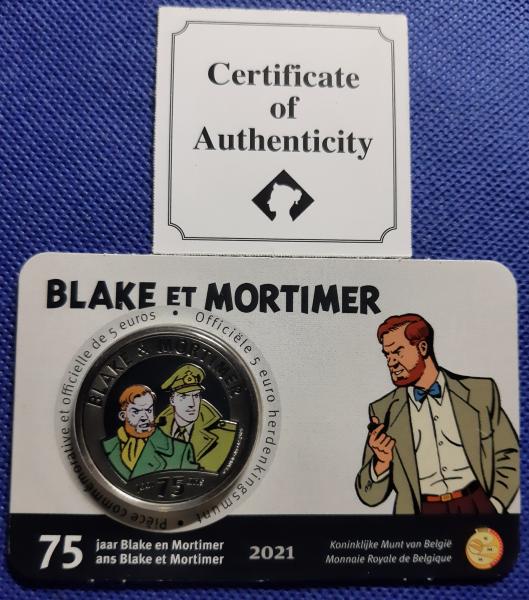 Certificate
of
Authenticity
BLAKE ET MORTIMER
Pièce commémorative et officielle de 5 euros • Officiële 5 euro herdenkingsmunt •
BLAKE & MORTIMER
75
75 jaar Blake en Mortimer
ans Blake et Mortimer
2021
Koninklijke Munt van België
Monnaie Royale de Belgique